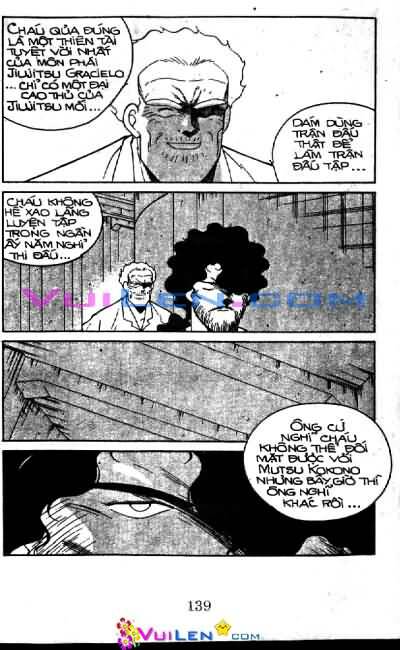 CHÁU QỦA ĐÚNG
LÀ MỘT THIÊN TÀI
TUYỆT VỜI NHẤT
CỦA MÔN PHÁI
JIUJITSU GRACIELO
... CHỈ CÓ MỘT ĐẠI
CAO THỦ CỦA
JIUJITSU MỚI...
DÁM DÙNG
TRẬN ĐẤU
THẬT ĐỂ
LÀM TRẬN
ĐẤU TẬP...
CHÁU KHÔNG
HỀ XAO LÃNG
LUYỆN TẬP
TRONG NGẦN
ẤY NĂM NGHỈ
THI ĐẤU...
VUILEN.COM
ÔNG CỨ
NGHĨ CHÁU
KHÔNG THỂ ĐỐI
MẶT ĐƯỢC VỚI
MUTSU KOKONO
NHƯNG BÂY GIỜ THÌ
ÔNG NGHĨ
KHÁC RỒI...
139
VUILEN.COM